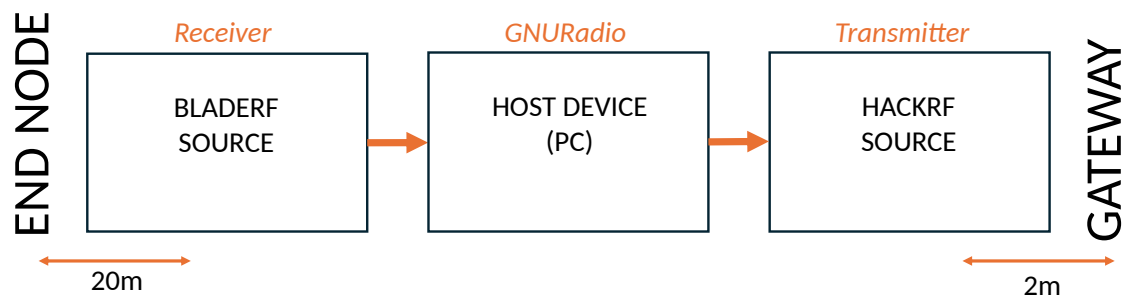 END NODE
Receiver
BLADERF
SOURCE
GNURadio
HOST DEVICE
(PC)
Transmitter
HACKRF
SOURCE
GATEWAY
20m
2m